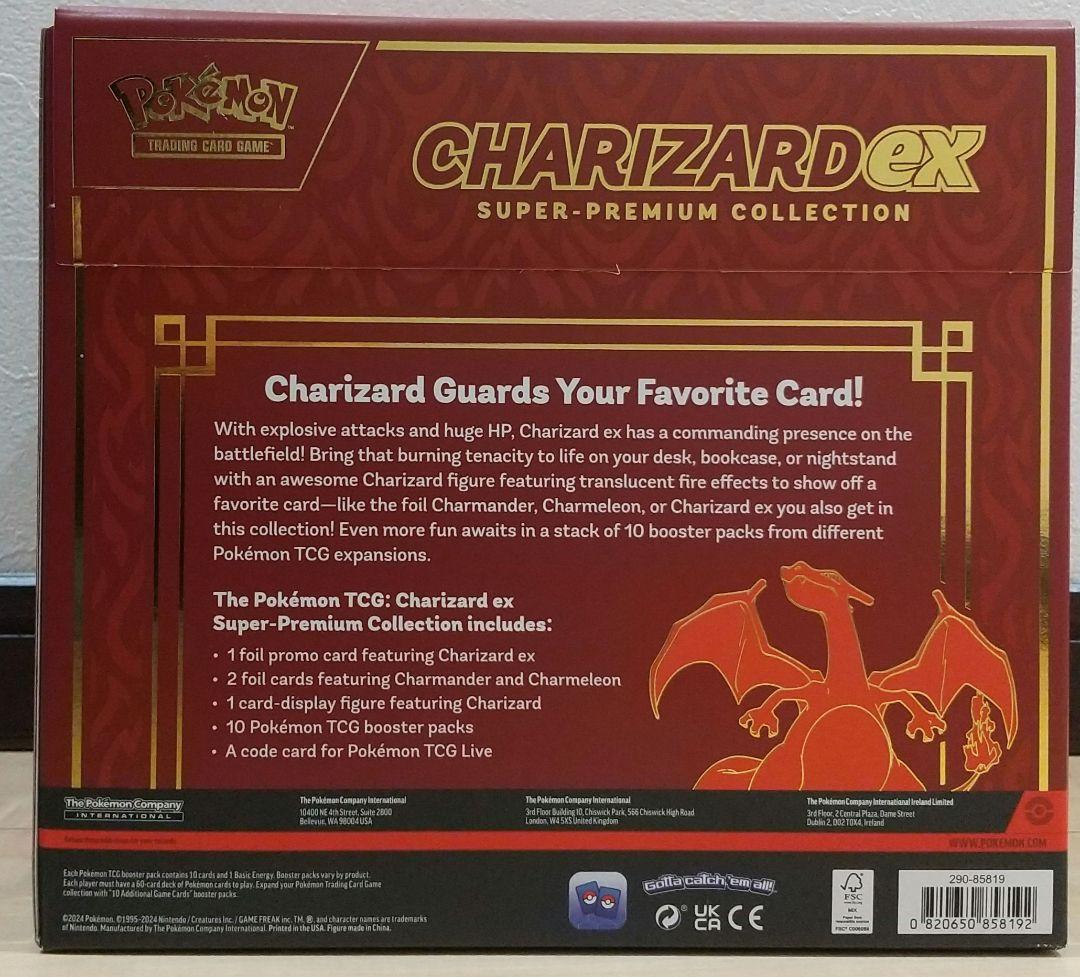 POKéMON
TRADING CARD GAME
CHARIZARD ex
SUPER-PREMIUM COLLECTION
Charizard Guards Your Favorite Card!
With explosive attacks and huge HP, Charizard ex has a commanding presence on the
battlefield! Bring that burning tenacity to life on your desk, bookcase, or nightstand
with an awesome Charizard figure featuring translucent fire effects to show off a
favorite card—like the foil Charmander, Charmeleon, or Charizard ex you also get in
this collection! Even more fun awaits in a stack of 10 booster packs from different
Pokémon TCG expansions.
The Pokémon TCG: Charizard ex
Super-Premium Collection includes:
• 1 foil promo card featuring Charizard ex
• 2 foil cards featuring Charmander and Charmeleon
• 1 card-display figure featuring Charizard
• 10 Pokémon TCG booster packs
• A code card for Pokémon TCG Live
The Pokémon Company
INTERNATIONAL
The Pokémon Company International
10400 NE 4th Street, Suite 2800
Bellevue, WA 98004 USA
The Pokémon Company International
3rd Floor Building 10, Chiswick Park, 566 Chiswick High Road
London, W4 5XS United Kingdom
The Pokémon Company International Ireland Limited
3rd Floor, 2 Central Plaza, Dame Street
Dublin 2, D02 T0X4, Ireland
WWW.POKEMON.COM
Each Pokémon TCG booster pack contains 10 cards and 1 Basic Energy. Booster packs vary by product.
Each player must have a 60-card deck of Pokémon cards to play. Expand your Pokémon Trading Card Game
collection with "10 Additional Game Cards" booster packs.
©2024 Pokémon. ©1995-2024 Nintendo / Creatures Inc. / GAME FREAK inc. TM, ®, and character names are trademarks
of Nintendo. Manufactured by The Pokémon Company International. Printed in the USA. Figure made in China.
Gotta catch 'em all!
UK
CA CE
FSC
MIX
290-85819
0 820650 858192